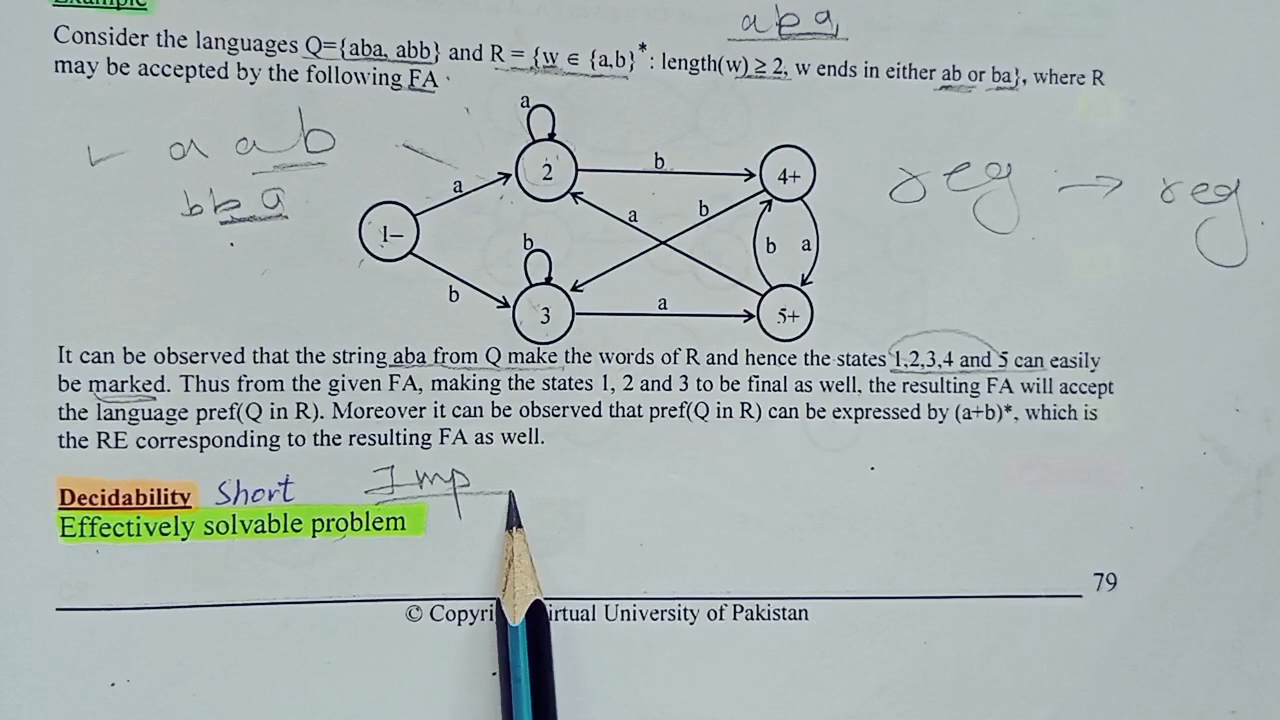 Example
a b a
Consider the languages Q={aba, abb} and R = {w ∈ {a,b}*: length(w) ≥ 2, w ends in either ab or ba}, where R
may be accepted by the following FA
a a b
bba
reg → reg
a
2
b
4+
a
1–
a
b
b
b
a
b
3
a
5+
It can be observed that the string aba from Q make the words of R and hence the states 1,2,3,4 and 5 can easily
be marked. Thus from the given FA, making the states 1, 2 and 3 to be final as well, the resulting FA will accept
the language pref(Q in R). Moreover it can be observed that pref(Q in R) can be expressed by (a+b)*, which is
the RE corresponding to the resulting FA as well.
Decidability Short Imp
Effectively solvable problem
79
© Copyri irtual University of Pakistan